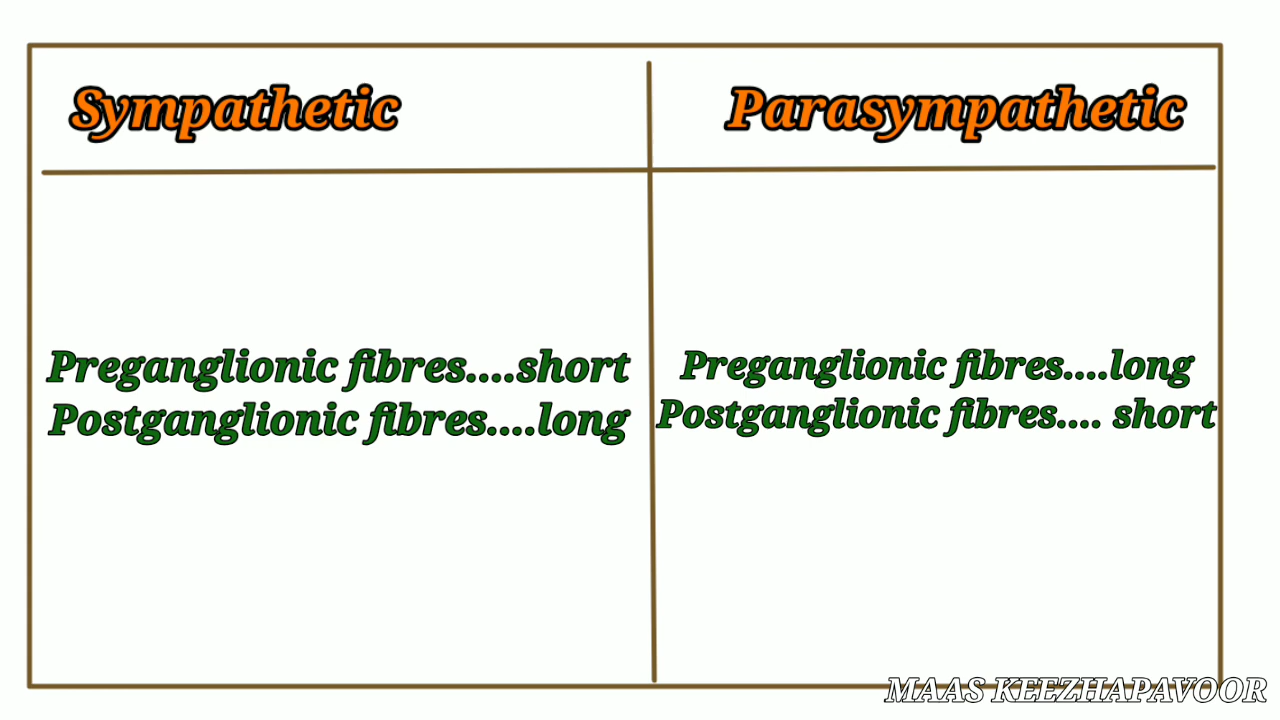 Sympathetic
Parasympathetic
Preganglionic fibres....short
Postganglionic fibres....long
Preganglionic fibres....long
Postganglionic fibres.... short
MAAS KEEZHAPAVOOR